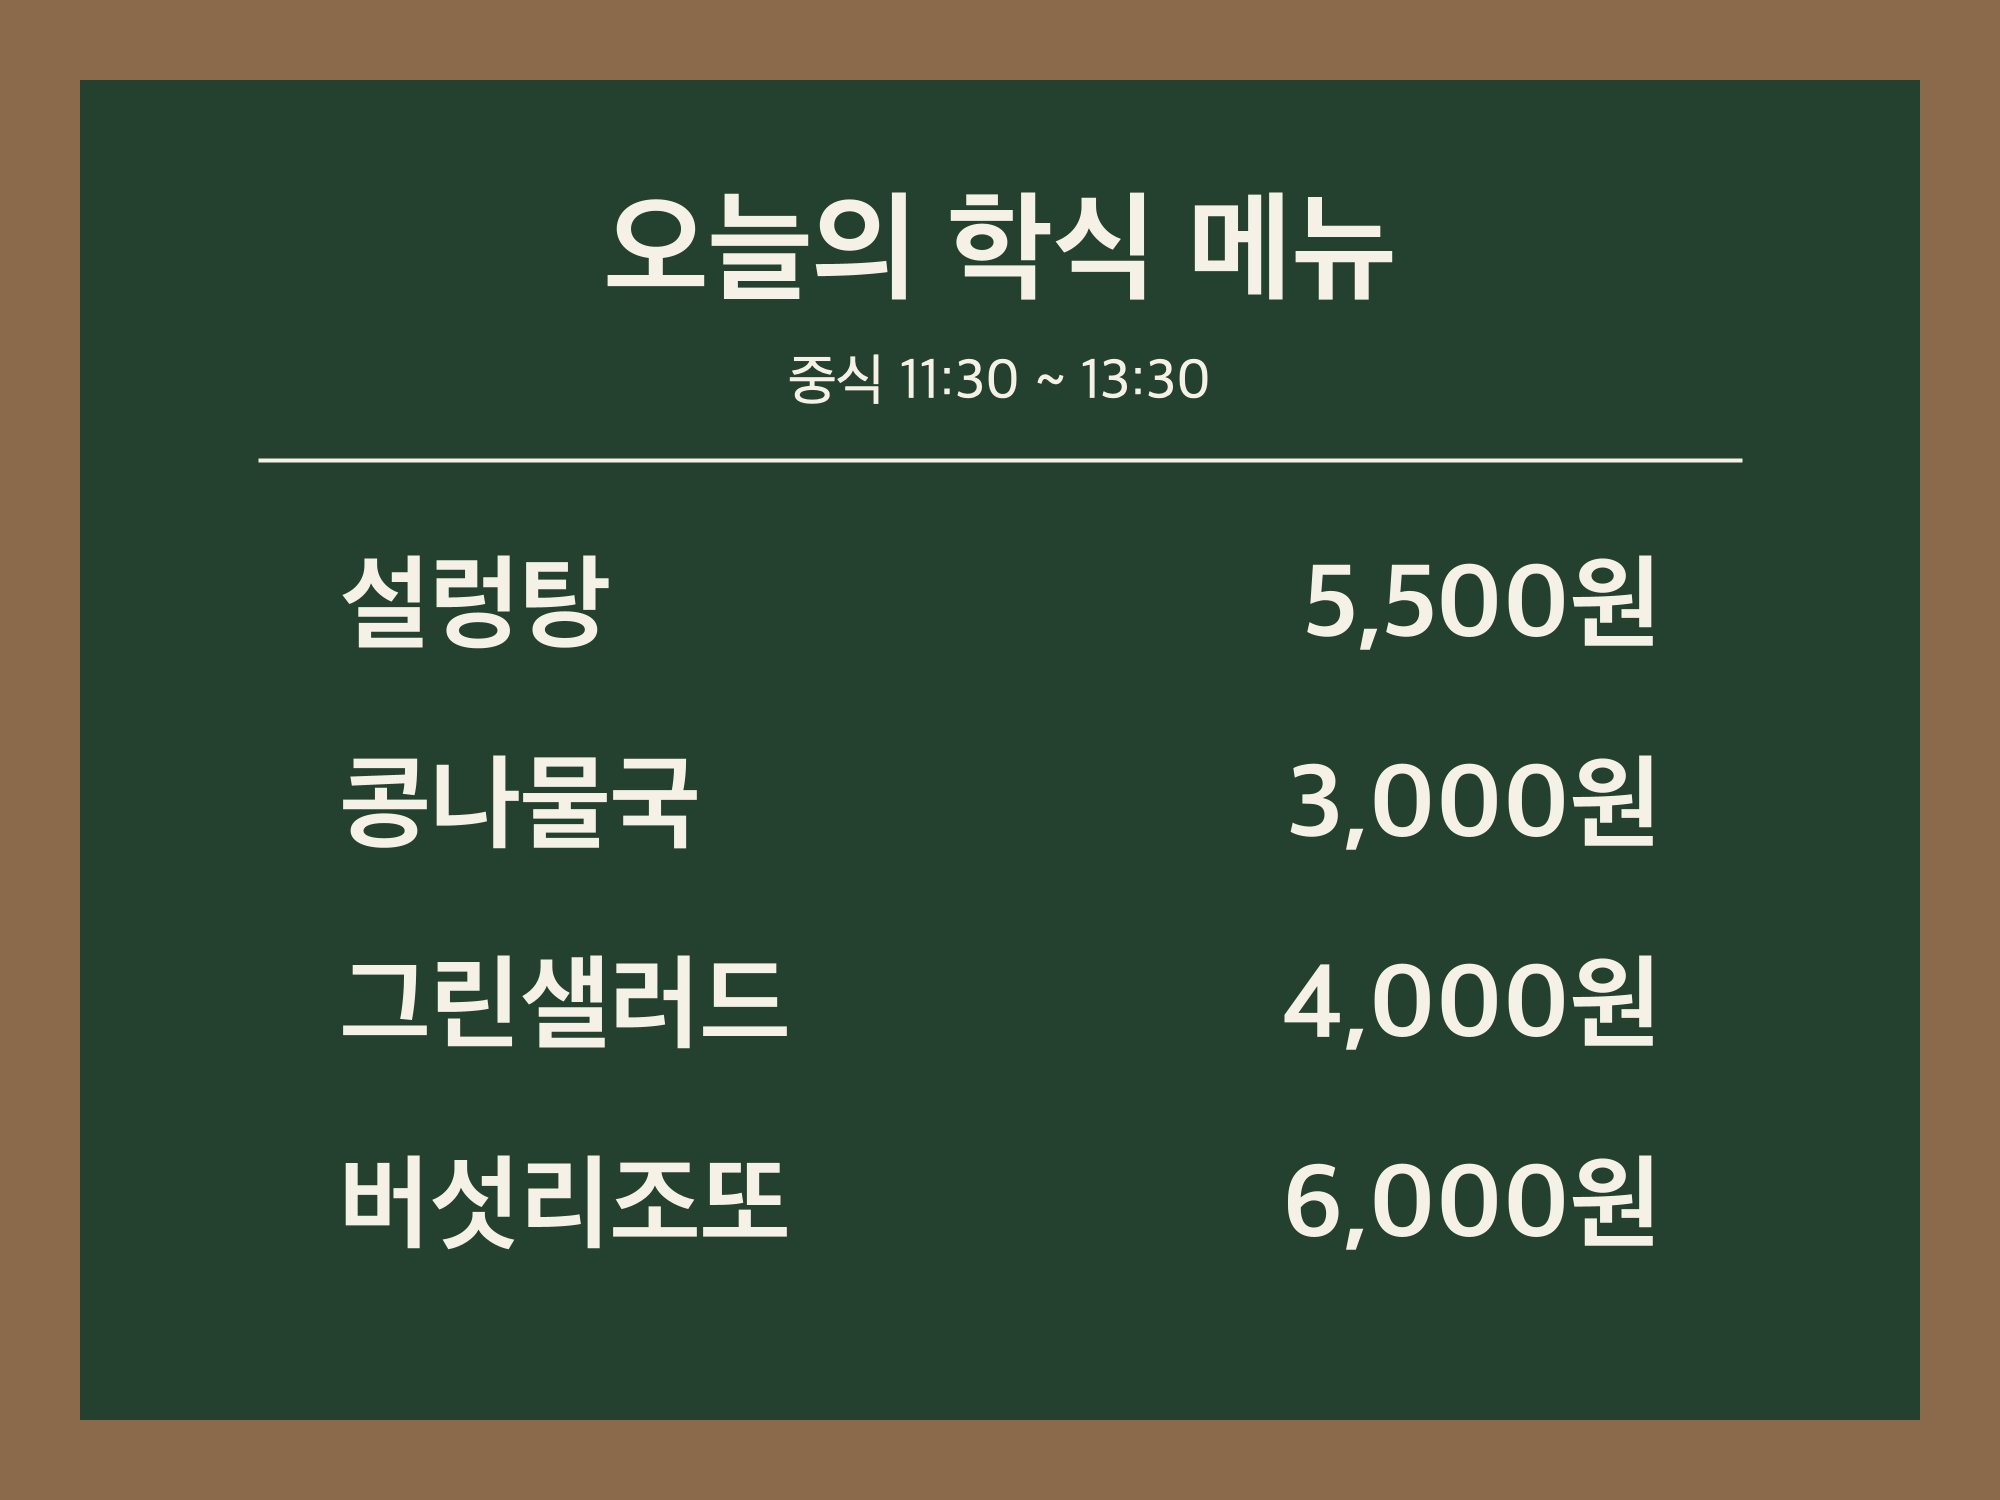 오늘의 학식 메뉴
중식 11:30 ~ 13:30
설렁탕 5,500원
콩나물국 3,000원
그린샐러드 4,000원
버섯리조또 6,000원